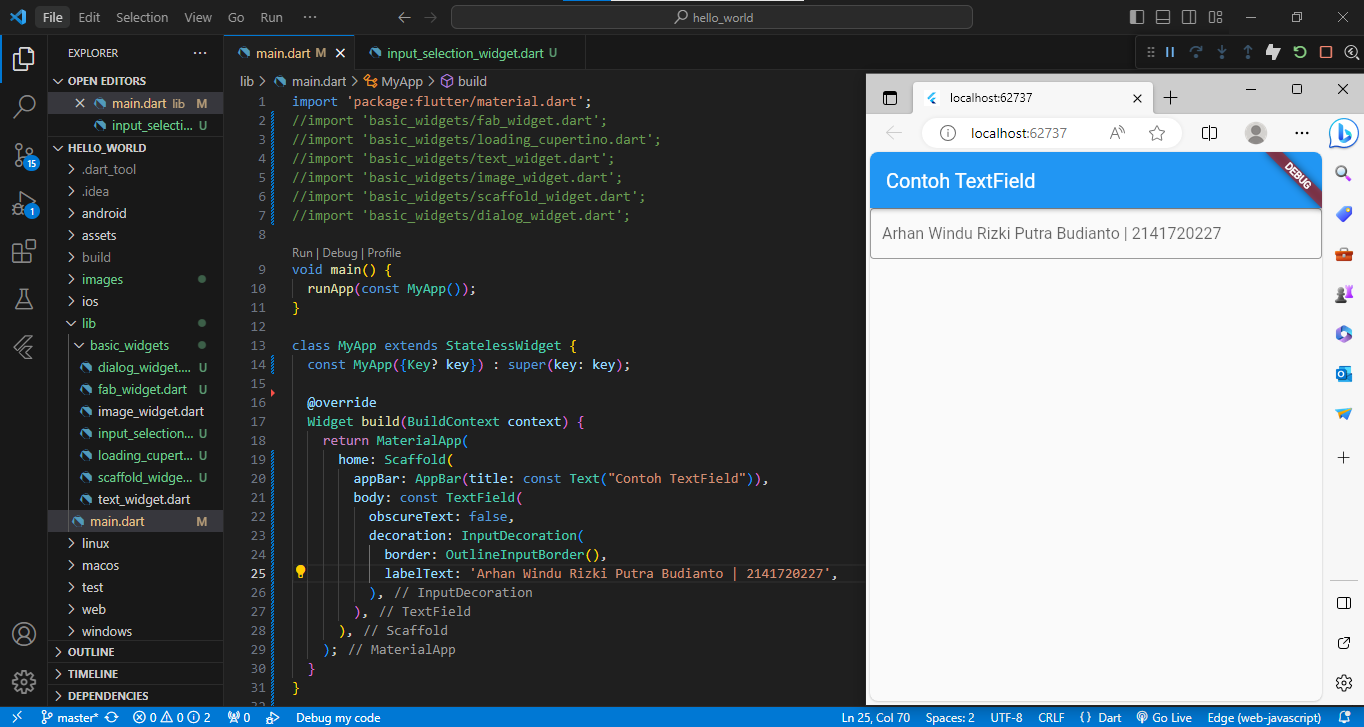 File Edit Selection View Go Run ··· hello_world
EXPLORER ···
OPEN EDITORS
main.dart lib M
input_selecti... U
HELLO_WORLD
.dart_tool
.idea
android
assets
build
images
ios
lib
basic_widgets
dialog_widget.... U
fab_widget.dart U
image_widget.dart
input_selection... U
loading_cupert... U
scaffold_widge... U
text_widget.dart
main.dart M
linux
macos
test
web
windows
OUTLINE
TIMELINE
DEPENDENCIES
15
1
main.dart M
input_selection_widget.dart U
lib > main.dart > MyApp > build
1 import 'package:flutter/material.dart';
2 //import 'basic_widgets/fab_widget.dart';
3 //import 'basic_widgets/loading_cupertino.dart';
4 //import 'basic_widgets/text_widget.dart';
5 //import 'basic_widgets/image_widget.dart';
6 //import 'basic_widgets/scaffold_widget.dart';
7 //import 'basic_widgets/dialog_widget.dart';
8
Run | Debug | Profile
9 void main() {
10 runApp(const MyApp());
11 }
12
13 class MyApp extends StatelessWidget {
14 const MyApp({Key? key}) : super(key: key);
15
16 @override
17 Widget build(BuildContext context) {
18 return MaterialApp(
19 home: Scaffold(
20 appBar: AppBar(title: const Text("Contoh TextField")),
21 body: const TextField(
22 obscureText: false,
23 decoration: InputDecoration(
24 border: OutlineInputBorder(),
25 labelText: 'Arhan Windu Rizki Putra Budianto | 2141720227',
26 ), // InputDecoration
27 ), // TextField
28 ), // Scaffold
29 ); // MaterialApp
30 }
31 }
localhost:62737
localhost:62737
Contoh TextField
DEBUG
Arhan Windu Rizki Putra Budianto | 2141720227
master* 0 0 2 0 Debug my code Ln 25, Col 70 Spaces: 2 UTF-8 CRLF {} Dart Go Live Edge (web-javascript)